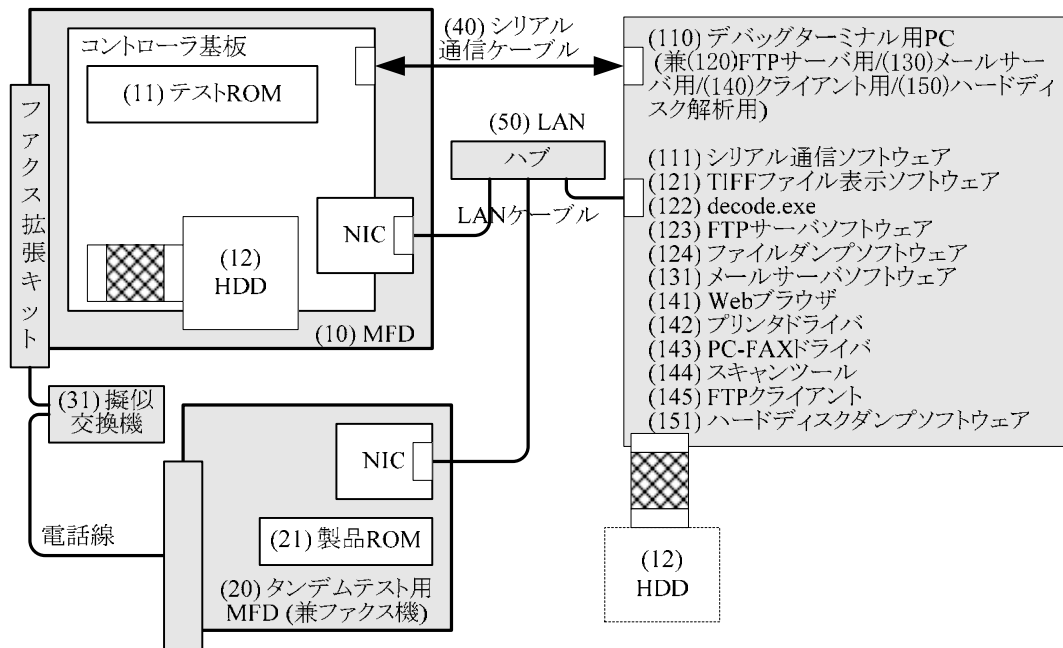 コントローラ基板
(11) テストROM
ファクス拡張キット
NIC
(12)
HDD
(10) MFD
(40) シリアル
通信ケーブル
(50) LAN
ハブ
LANケーブル
(110) デバッグターミナル用PC
(兼(120)FTPサーバ用/(130)メールサー
バ用/(140)クライアント用/(150)ハードディ
スク解析用)
(111) シリアル通信ソフトウェア
(121) TIFFファイル表示ソフトウェア
(122) decode.exe
(123) FTPサーバソフトウェア
(124) ファイルダンプソフトウェア
(131) メールサーバソフトウェア
(141) Webブラウザ
(142) プリンタドライバ
(143) PC-FAXドライバ
(144) スキャンツール
(145) FTPクライアント
(151) ハードディスクダンプソフトウェア
(31) 擬似
交換機
電話線
NIC
(21) 製品ROM
(20) タンデムテスト用
MFD (兼ファクス機)
(12)
HDD